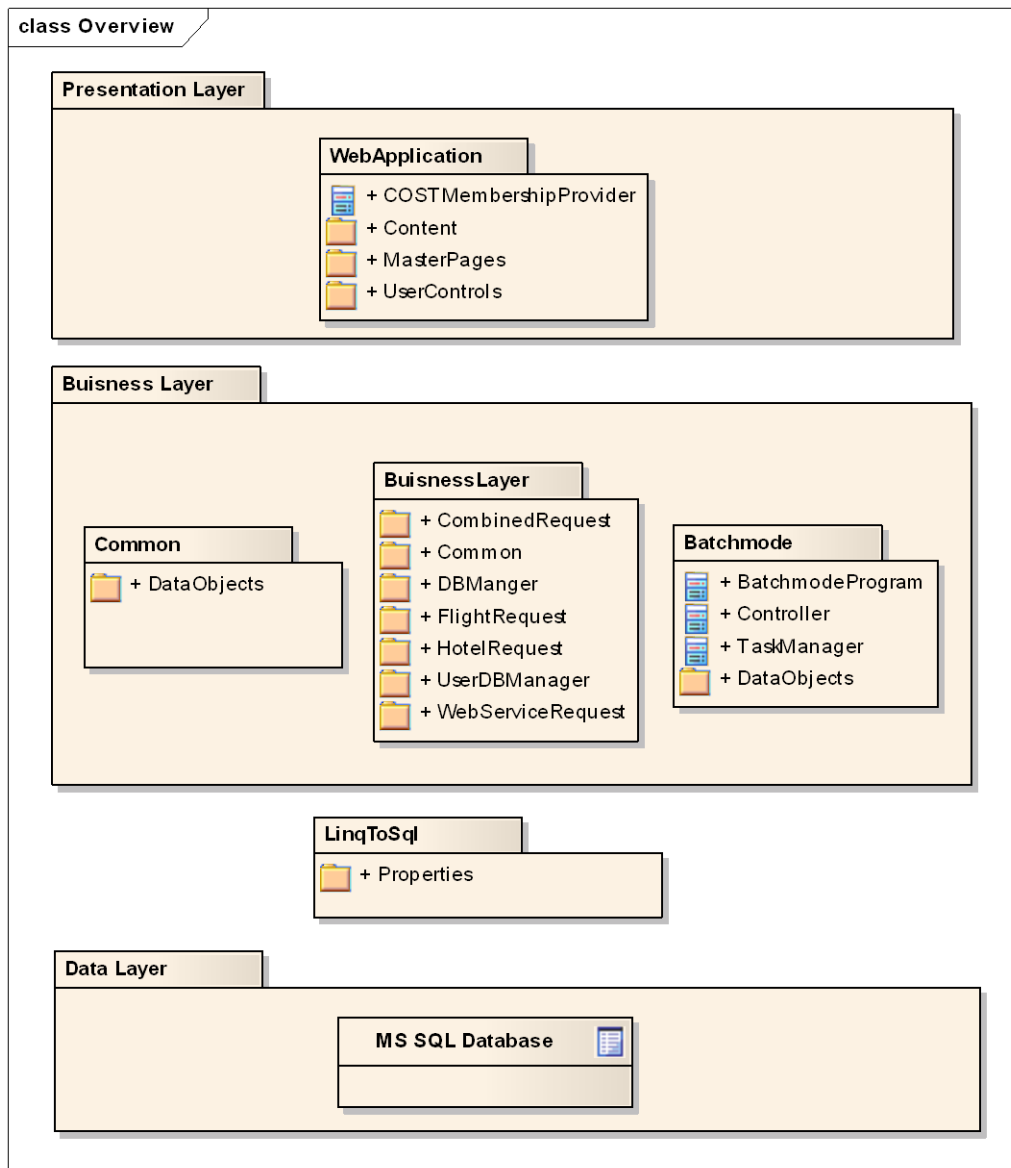 class Overview
Presentation Layer
WebApplication
+ COSTMembershipProvider
+ Content
+ MasterPages
+ UserControls
Buisness Layer
Common
+ DataObjects
BuisnessLayer
+ CombinedRequest
+ Common
+ DBManger
+ FlightRequest
+ HotelRequest
+ UserDBManager
+ WebServiceRequest
Batchmode
+ BatchmodeProgram
+ Controller
+ TaskManager
+ DataObjects
LinqToSql
+ Properties
Data Layer
MS SQL Database